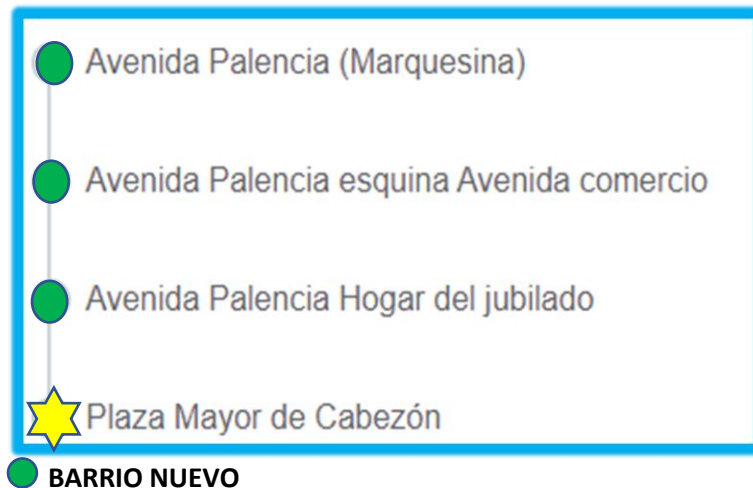 Avenida Palencia (Marquesina)
Avenida Palencia esquina Avenida comercio
Avenida Palencia Hogar del jubilado
Plaza Mayor de Cabezón
BARRIO NUEVO